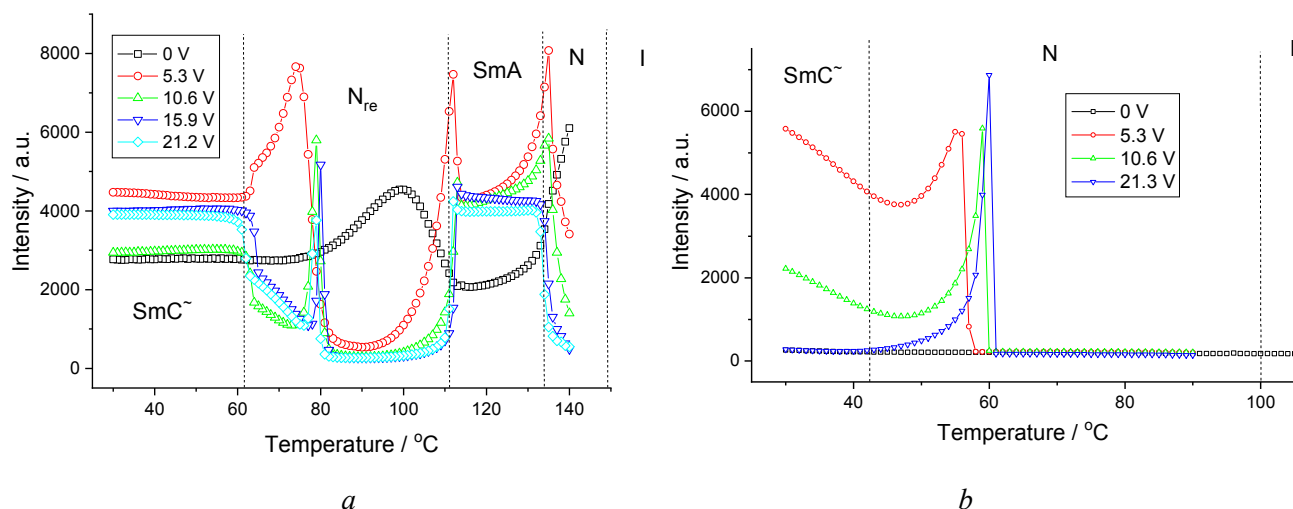 0 V
5.3 V
10.6 V
15.9 V
21.2 V
N
I
SmA
N_re
SmC~
8000
6000
4000
2000
0
Intensity / a.u.
40
60
80
100
120
140
Temperature / °C
a
SmC~
N
0 V
5.3 V
10.6 V
21.3 V
6000
4000
2000
0
Intensity / a.u.
40
60
80
100
Temperature / °C
b